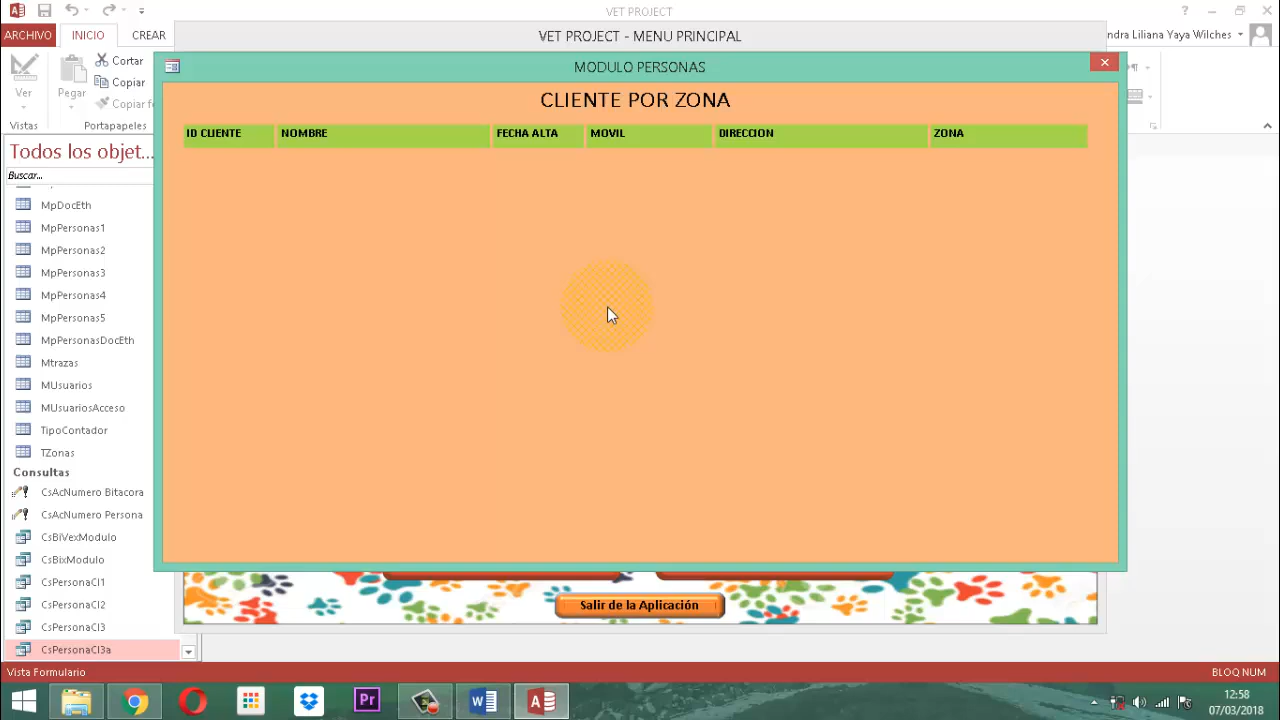 VET PROJECT
ARCHIVO INICIO CREAR
VET PROJECT - MENU PRINCIPAL
ndra Liliana Yaya Wilches
Ver
Pegar
Cortar
Copiar
Copiar fo
Vistas Portapapeles
MODULO PERSONAS
CLIENTE POR ZONA
ID CLIENTE NOMBRE FECHA ALTA MOVIL DIRECCION ZONA
Todos los objet...
Buscar...
MpDocEth
MpPersonas1
MpPersonas2
MpPersonas3
MpPersonas4
MpPersonas5
MpPersonasDocEth
Mtrazas
MUsuarios
MUsuariosAcceso
TipoContador
TZonas
Consultas
CsAcNumero Bitacora
CsAcNumero Persona
CsBiVexModulo
CsBixModulo
CsPersonaCl1
CsPersonaCl2
CsPersonaCl3
CsPersonaCl3a
Salir de la Aplicación
Vista Formulario
BLOQ NUM
Pr
12:58
07/03/2018